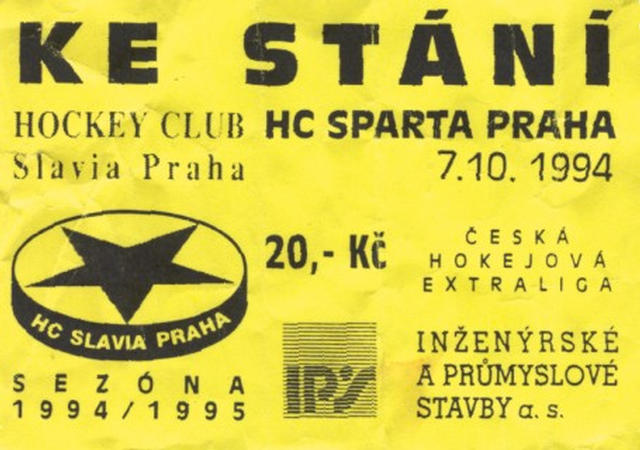 KE STÁNÍ
HOCKEY CLUB
Slavia Praha
HC SPARTA PRAHA
7.10. 1994
HC SLAVIA PRAHA
SEZÓNA
1994/1995
20,- Kč
IPS
ČESKÁ
HOKEJOVÁ
EXTRALIGA
INŽENÝRSKÉ
A PRŮMYSLOVÉ
STAVBY a. s.